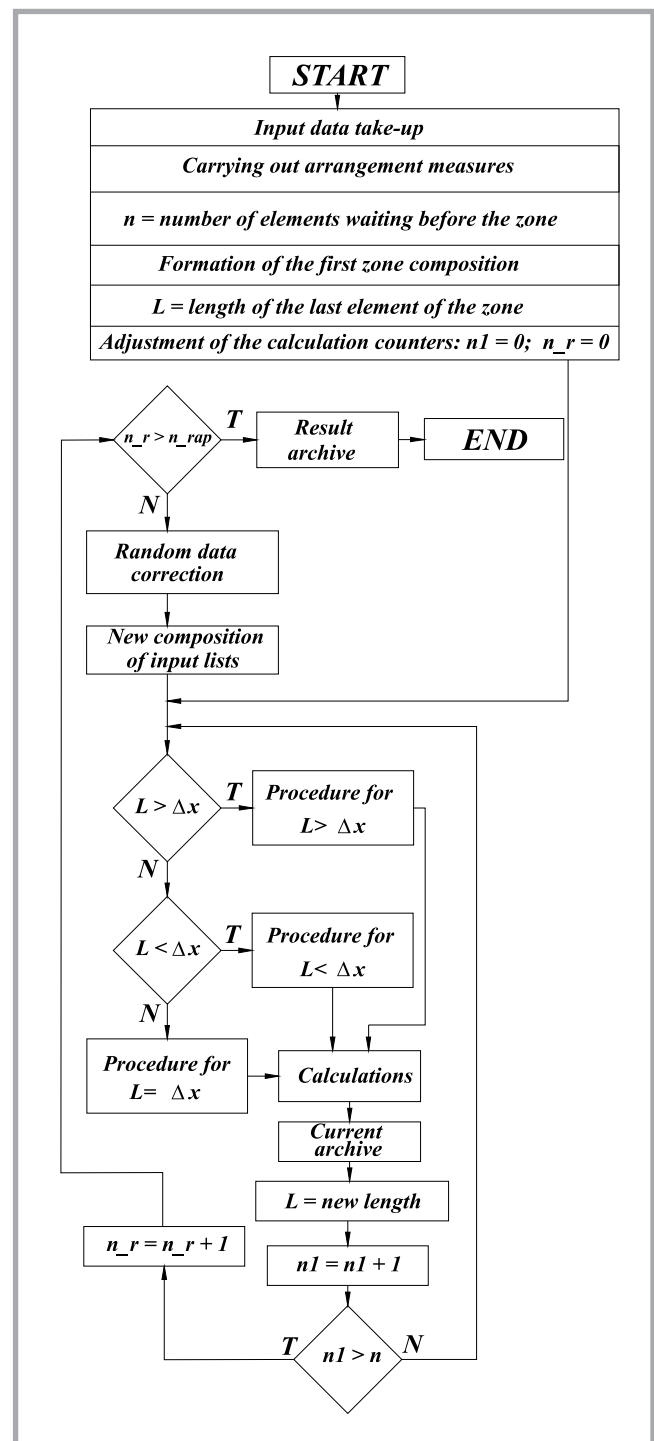 START
Input data take-up
Carrying out arrangement measures
n = number of elements waiting before the zone
Formation of the first zone composition
L = length of the last element of the zone
Adjustment of the calculation counters: n1 = 0; n_r = 0
n_r > n_rap
T
Result
archive
END
N
Random data
correction
New composition
of input lists
L > Δx
T
Procedure for
L> Δx
N
L < Δx
T
Procedure for
L< Δx
N
Procedure for
L= Δx
Calculations
Current
archive
L = new length
n_r = n_r + 1
n1 = n1 + 1
T
n1 > n
N